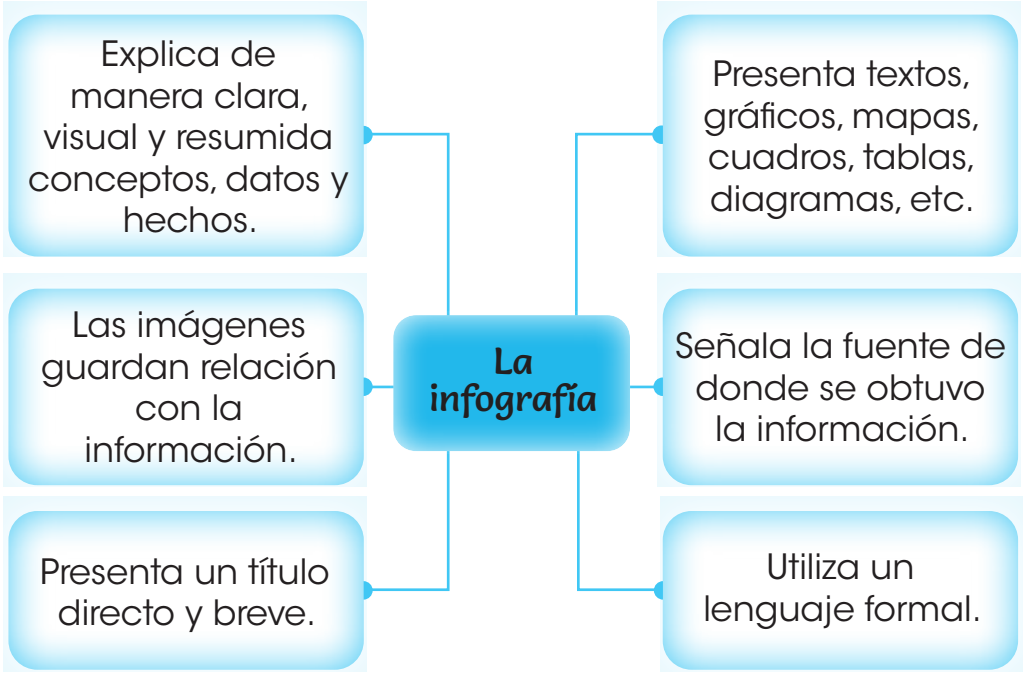 Explica de
manera clara,
visual y resumida
conceptos, datos y
hechos.
Presenta textos,
gráficos, mapas,
cuadros, tablas,
diagramas, etc.
Las imágenes
guardan relación
con la
información.
La
infografía
Señala la fuente de
donde se obtuvo
la información.
Presenta un título
directo y breve.
Utiliza un
lenguaje formal.